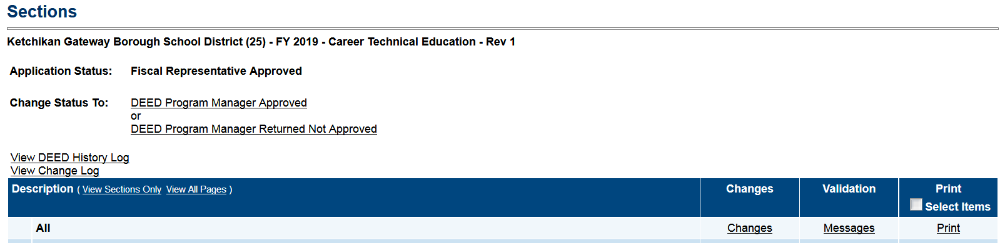 Sections
Ketchikan Gateway Borough School District (25) - FY 2019 - Career Technical Education - Rev 1
Application Status: Fiscal Representative Approved
Change Status To: DEED Program Manager Approved
or
DEED Program Manager Returned Not Approved
View DEED History Log
View Change Log
Description ( View Sections Only View All Pages ) Changes Validation Print
Select Items
All Changes Messages Print